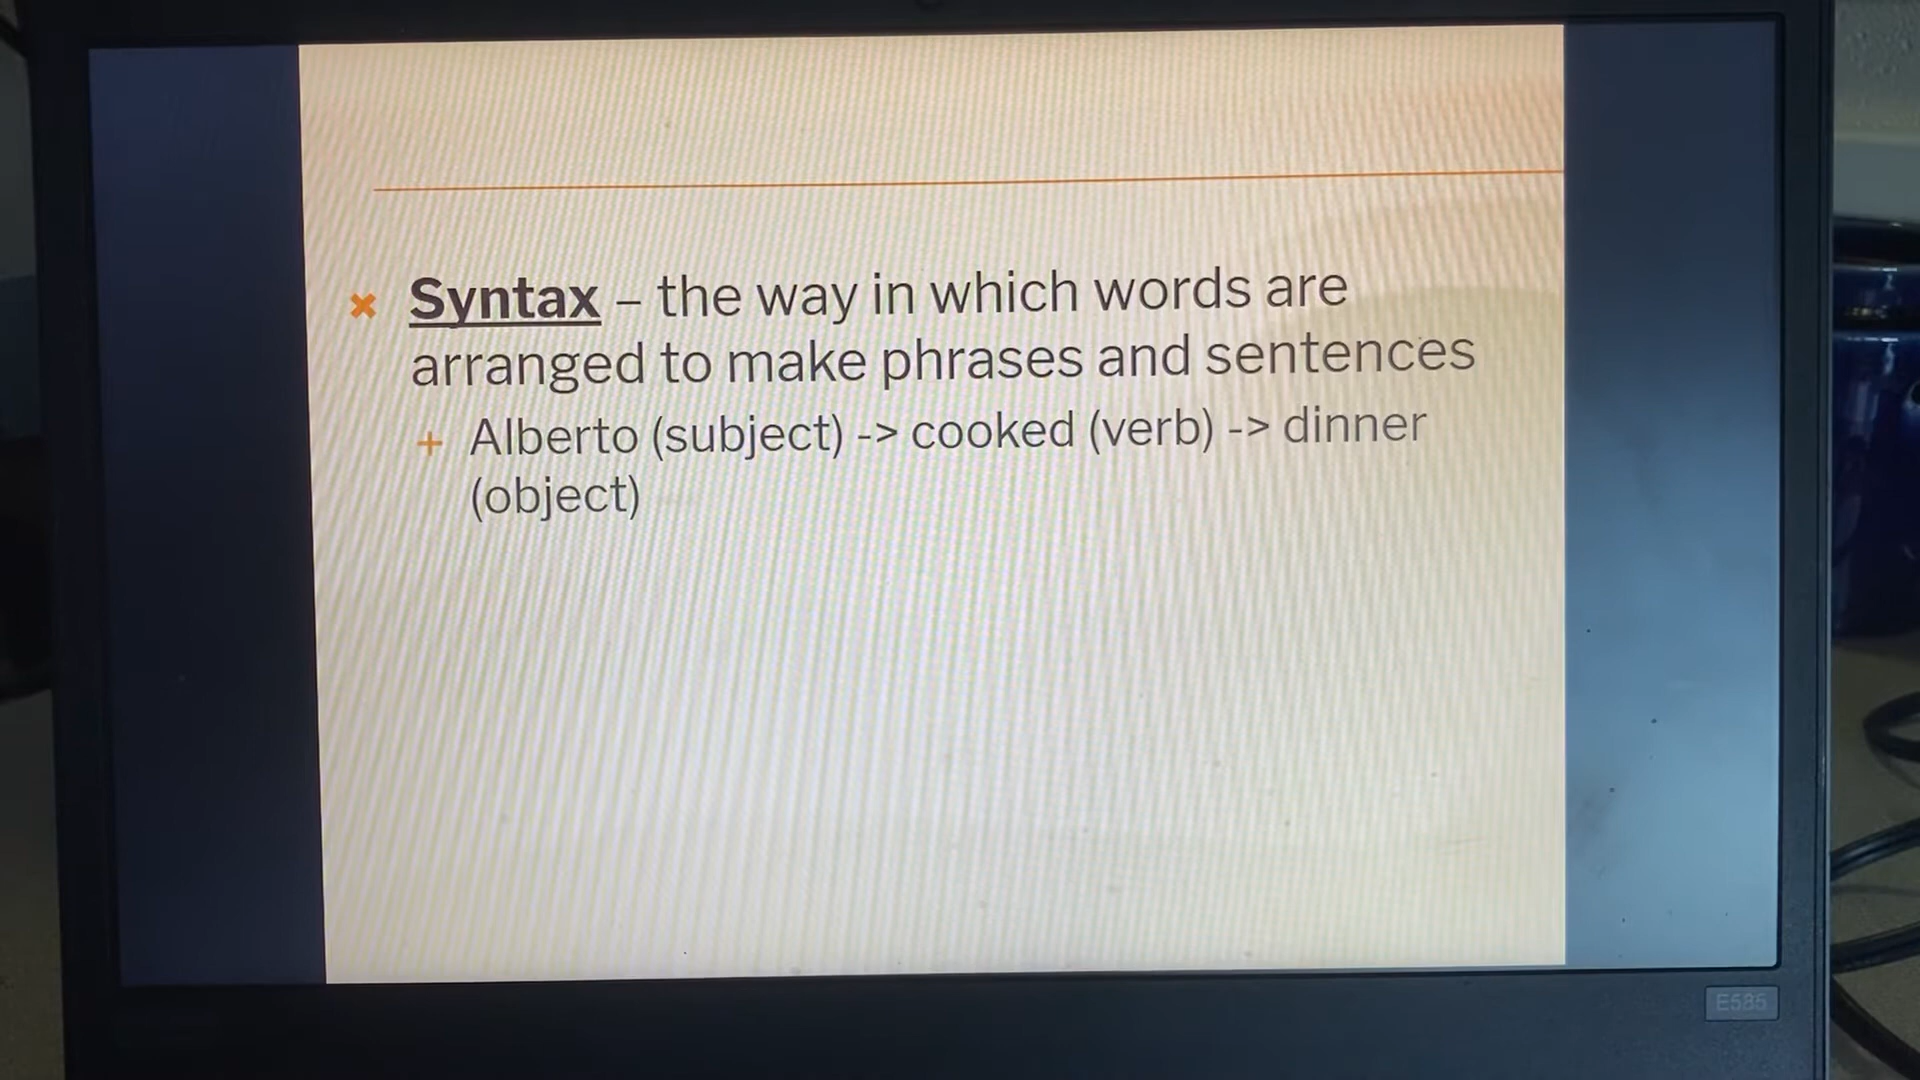 Syntax – the way in which words are
arranged to make phrases and sentences
Alberto (subject) -> cooked (verb) -> dinner
(object)
E585